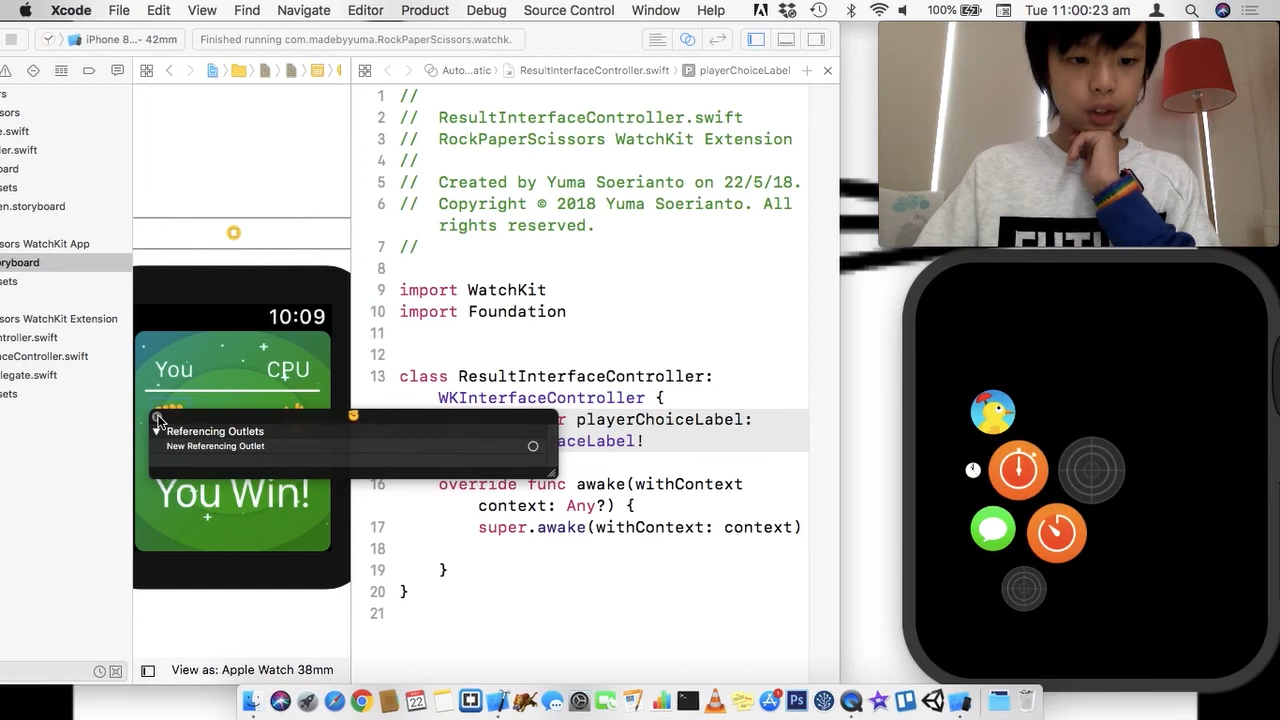 Xcode File Edit View Find Navigate Editor Product Debug Source Control Window Help 100% Tue 11:00:23 am
iPhone 8... - 42mm Finished running com.madebyyuma.RockPaperScissors.watchk.
Auto...atic ResultInterfaceController.swift P playerChoiceLabel
rs
sors
e.swift
ler.swift
oard
sets
en.storyboard
sors WatchKit App
oryboard
sets
sors WatchKit Extension
ontroller.swift
aceController.swift
legate.swift
sets
10:09
You CPU
You Win!
Referencing Outlets
New Referencing Outlet
View as: Apple Watch 38mm
1 //
2 // ResultInterfaceController.swift
3 // RockPaperScissors WatchKit Extension
4 //
5 // Created by Yuma Soerianto on 22/5/18.
6 // Copyright © 2018 Yuma Soerianto. All
rights reserved.
7 //
8
9 import WatchKit
10 import Foundation
11
12
13 class ResultInterfaceController:
WKInterfaceController {
r playerChoiceLabel:
aceLabel!
16 override func awake(withContext
context: Any?) {
17 super.awake(withContext: context)
18
19 }
20 }
21
22